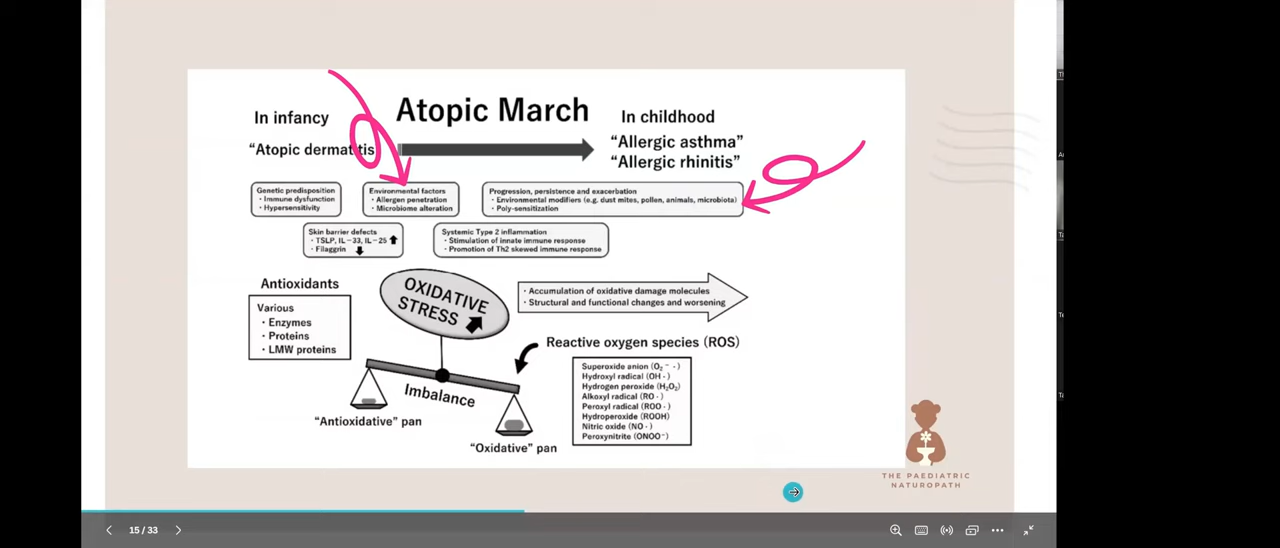 Atopic March
In infancy
"Atopic dermatitis
In childhood
"Allergic asthma"
"Allergic rhinitis"
Genetic predisposition
・Immune dysfunction
・Hypersensitivity
Environmental factors
・Allergen penetration
・Microbiome alteration
Progression, persistence and exacerbation
・Environmental modifiers (e.g. dust mites, pollen, animals, microbiota)
・Poly-sensitization
Skin barrier defects
・TSLP, IL-33, IL-25
・Filaggrin
Systemic Type 2 inflammation
・Stimulation of innate immune response
・Promotion of Th2 skewed immune response
Antioxidants
Various
・Enzymes
・Proteins
・LMW proteins
OXIDATIVE
STRESS
・Accumulation of oxidative damage molecules
・Structural and functional changes and worsening
Reactive oxygen species (ROS)
Superoxide anion (O₂⁻・)
Hydroxyl radical (OH・)
Hydrogen peroxide (H₂O₂)
Alkoxyl radical (RO・)
Peroxyl radical (ROO・)
Hydroperoxide (ROOH)
Nitric oxide (NO・)
Peroxynitrite (ONOO⁻)
Imbalance
"Antioxidative" pan
"Oxidative" pan
THE PAEDIATRIC
NATUROPATH
15 / 33